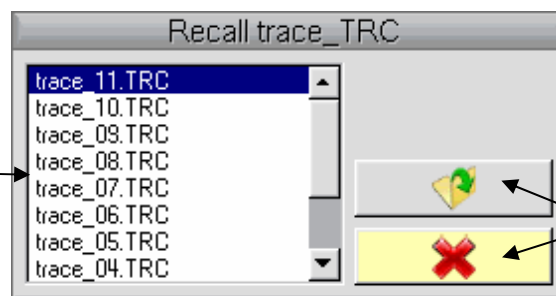 Recall trace_TRC
trace_11.TRC
trace_10.TRC
trace_09.TRC
trace_08.TRC
trace_07.TRC
trace_06.TRC
trace_05.TRC
trace_04.TRC